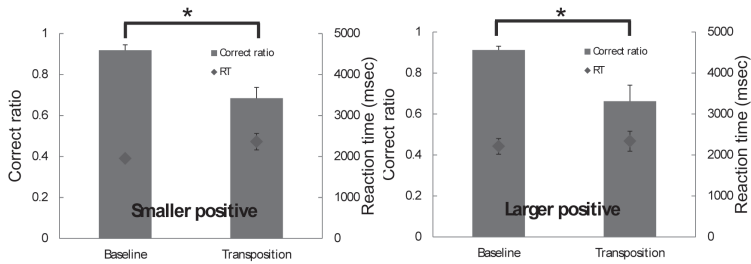 *
1
0.8
0.6
0.4
0.2
0
Correct ratio
Correct ratio
RT
5000
4000
3000
2000
1000
0
Reaction time (msec)
Smaller positive
Baseline
Transposition
*
1
0.8
0.6
0.4
0.2
0
Correct ratio
Correct ratio
RT
5000
4000
3000
2000
1000
0
Reaction time (msec)
Larger positive
Baseline
Transposition